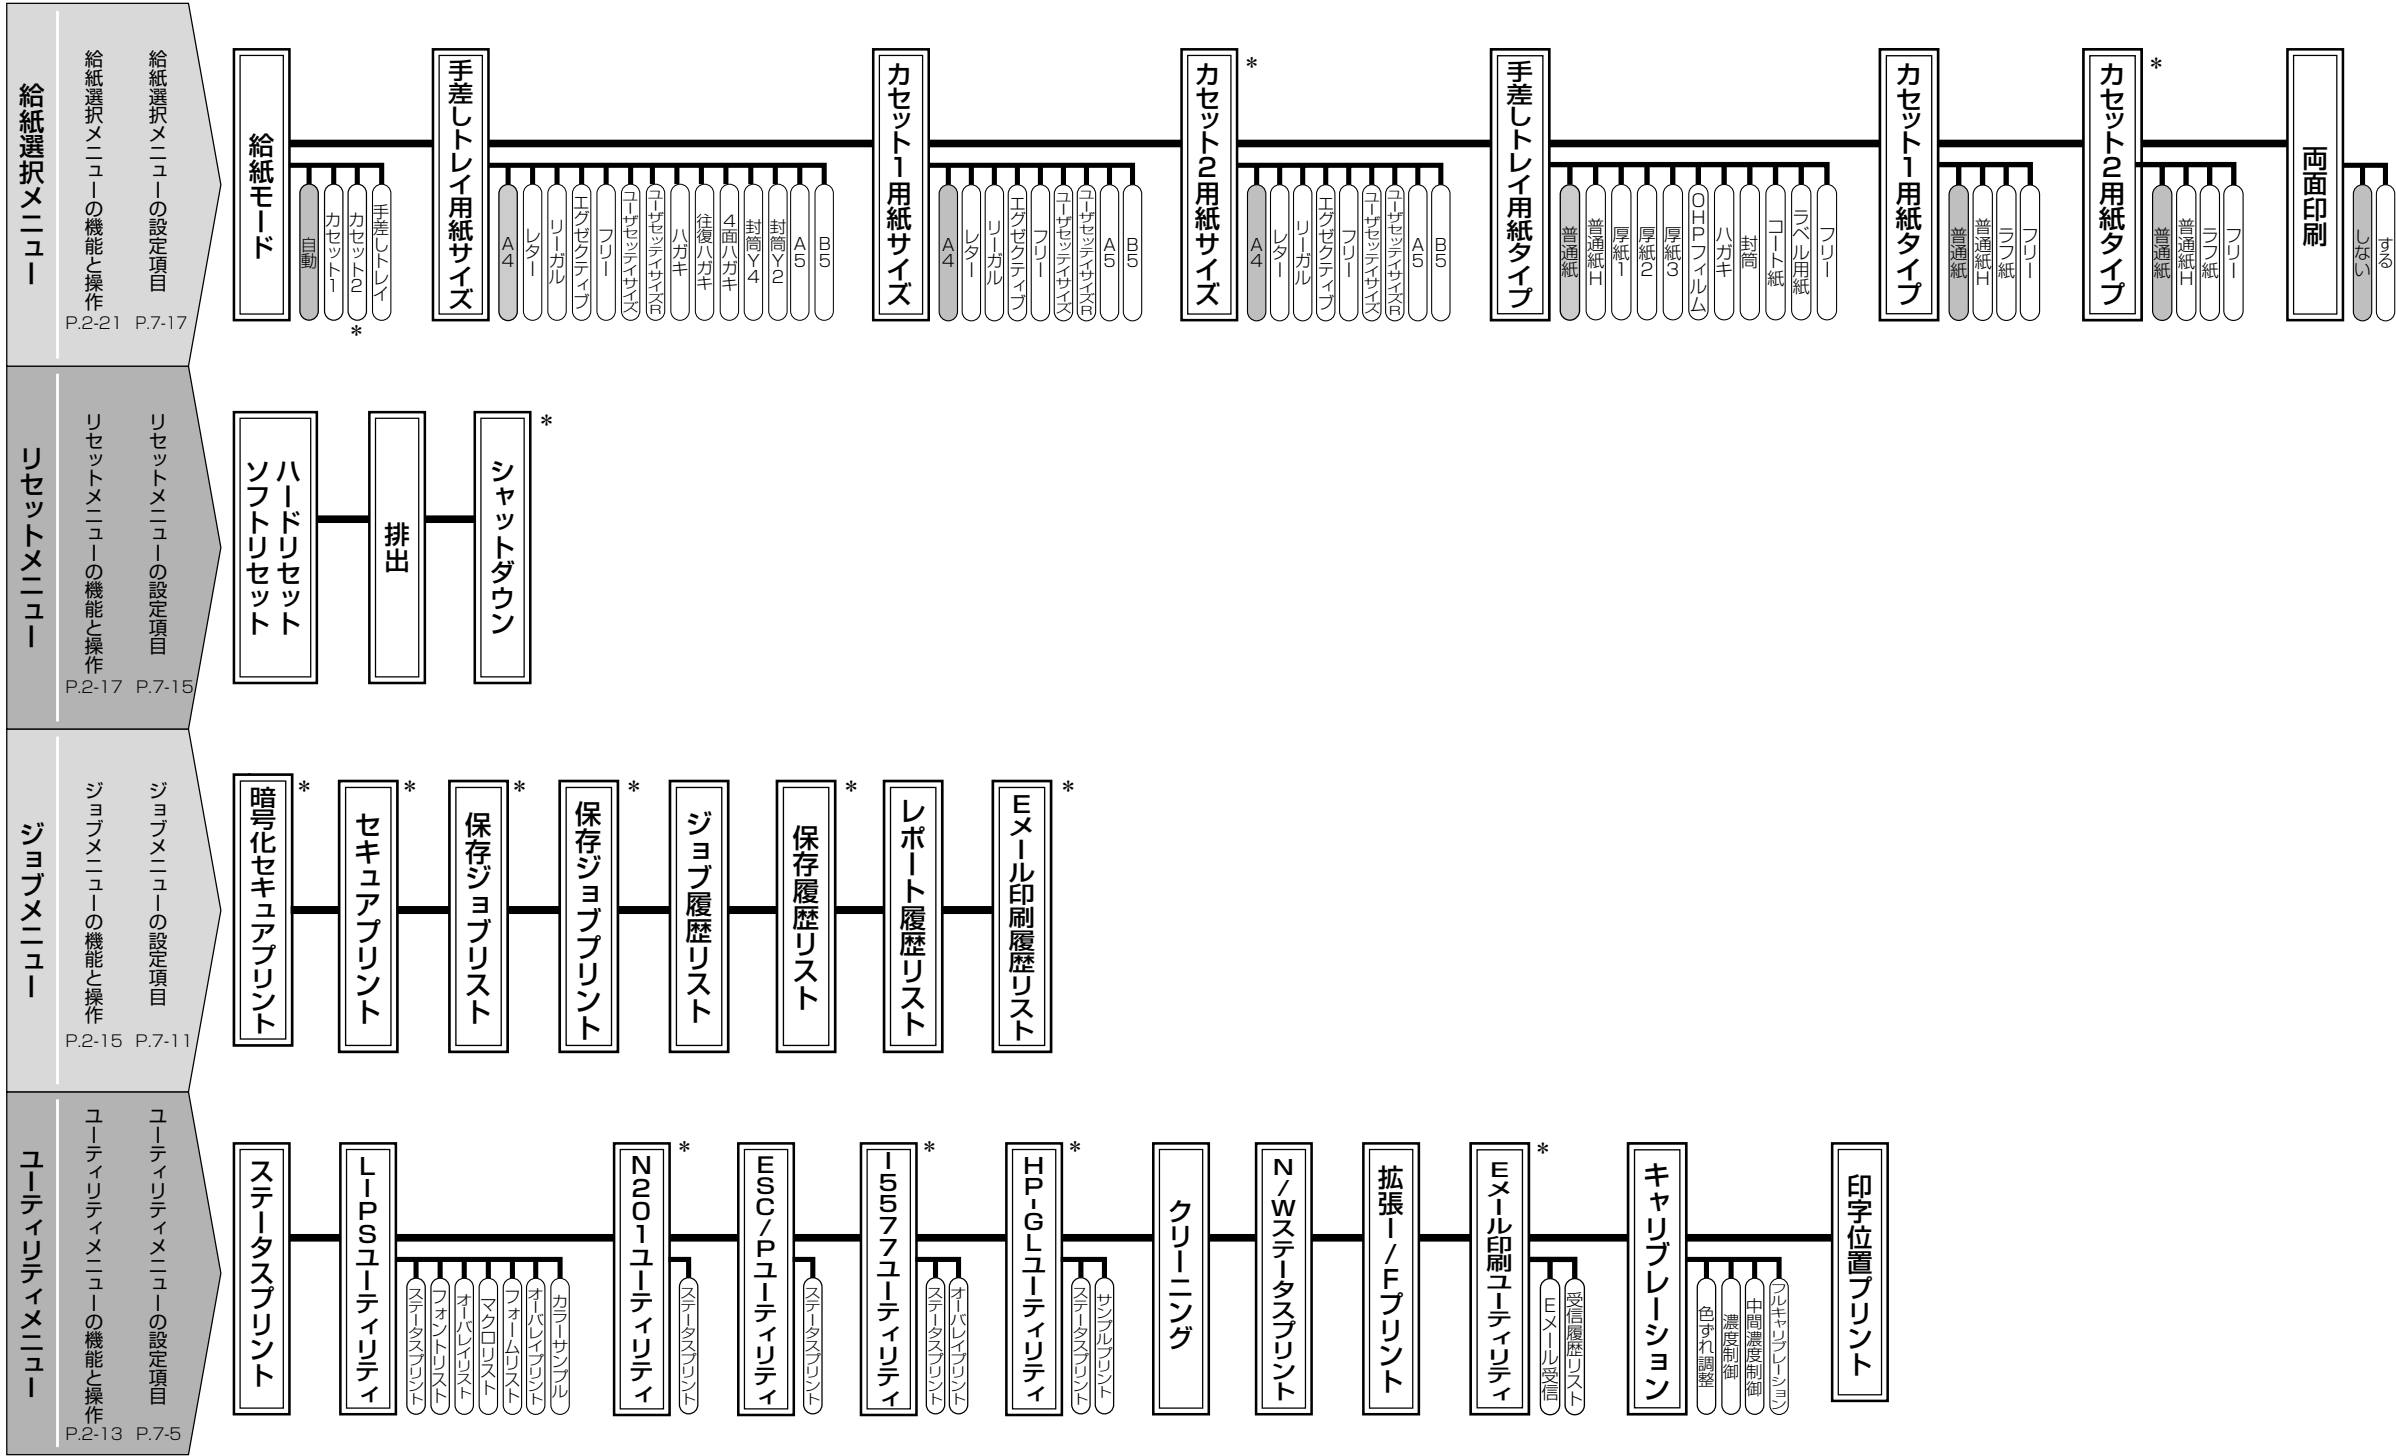 給紙選択メニュー
給紙選択メニューの機能と操作
P.2-21
給紙選択メニューの設定項目
P.7-17
給紙モード
自動
カセット1
カセット2
*
手差しトレイ
手差しトレイ用紙サイズ
A4
レター
リーガル
エグゼクティブ
フリー
ユーザセッテイサイズ
ユーザセッテイサイズR
ハガキ
往復ハガキ
4面ハガキ
封筒Y4
封筒Y2
A5
B5
カセット1用紙サイズ
A4
レター
リーガル
エグゼクティブ
フリー
ユーザセッテイサイズ
ユーザセッテイサイズR
A5
B5
カセット2用紙サイズ
*
A4
レター
リーガル
エグゼクティブ
フリー
ユーザセッテイサイズ
ユーザセッテイサイズR
A5
B5
手差しトレイ用紙タイプ
普通紙
普通紙H
厚紙1
厚紙2
厚紙3
OHPフィルム
ハガキ
封筒
コート紙
ラベル用紙
フリー
カセット1用紙タイプ
普通紙
普通紙H
ラフ紙
フリー
カセット2用紙タイプ
*
普通紙
普通紙H
ラフ紙
フリー
両面印刷
しない
する
リセットメニュー
リセットメニューの機能と操作
P.2-17
リセットメニューの設定項目
P.7-15
ハードリセット
ソフトリセット
排出
シャットダウン
*
ジョブメニュー
ジョブメニューの機能と操作
P.2-15
ジョブメニューの設定項目
P.7-11
暗号化セキュアプリント
*
セキュアプリント
*
保存ジョブリスト
*
保存ジョブプリント
*
ジョブ履歴リスト
保存履歴リスト
*
レポート履歴リスト
Eメール印刷履歴リスト
*
ユーティリティメニュー
ユーティリティメニューの機能と操作
P.2-13
ユーティリティメニューの設定項目
P.7-5
ステータスプリント
LIPSユーティリティ
ステータスプリント
フォントリスト
オーバレイリスト
マクロリスト
フォームリスト
オーバレイプリント
カラーサンプル
N201ユーティリティ
*
ステータスプリント
ESC/Pユーティリティ
ステータスプリント
I5577ユーティリティ
*
ステータスプリント
オーバレイプリント
HP-GLユーティリティ
*
ステータスプリント
サンプルプリント
クリーニング
N/Wステータスプリント
拡張I/Fプリント
Eメール印刷ユーティリティ
*
Eメール受信
受信履歴リスト
キャリブレーション
色ずれ調整
濃度制御
中間濃度制御
フルキャリブレーション
印字位置プリント